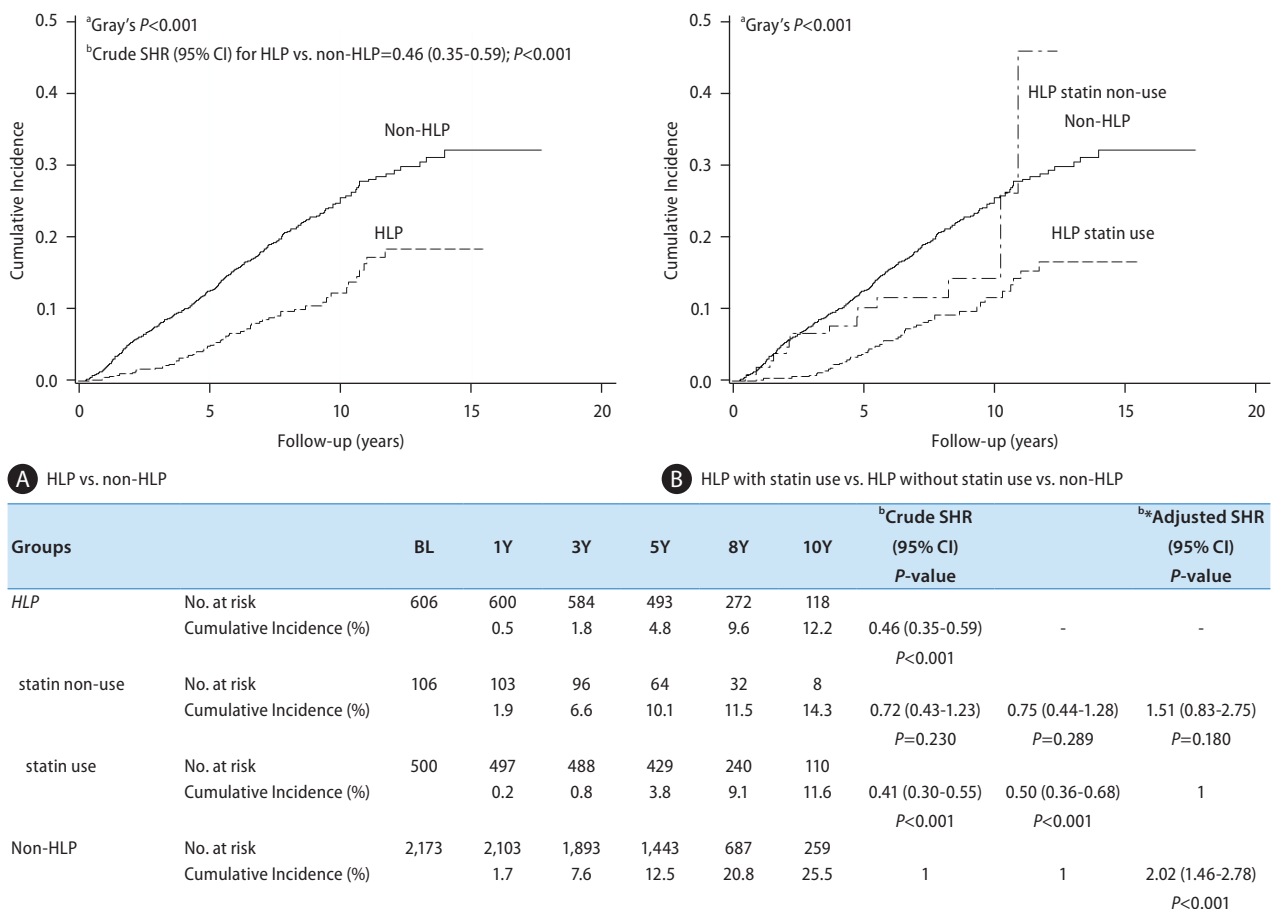 0.5
0.4
0.3
0.2
0.1
0.0
Cumulative Incidence
ᵃGray's P<0.001
ᵇCrude SHR (95% CI) for HLP vs. non-HLP=0.46 (0.35-0.59); P<0.001
Non-HLP
HLP
0 5 10 15 20
Follow-up (years)
A HLP vs. non-HLP
0.5
0.4
0.3
0.2
0.1
0.0
Cumulative Incidence
ᵃGray's P<0.001
HLP statin non-use
Non-HLP
HLP statin use
0 5 10 15 20
Follow-up (years)
B HLP with statin use vs. HLP without statin use vs. non-HLP
ᵇCrude SHR ᵇ*Adjusted SHR
Groups BL 1Y 3Y 5Y 8Y 10Y (95% CI) (95% CI)
P-value P-value
HLP No. at risk 606 600 584 493 272 118
Cumulative Incidence (%) 0.5 1.8 4.8 9.6 12.2 0.46 (0.35-0.59) - -
P<0.001
statin non-use No. at risk 106 103 96 64 32 8
Cumulative Incidence (%) 1.9 6.6 10.1 11.5 14.3 0.72 (0.43-1.23) 0.75 (0.44-1.28) 1.51 (0.83-2.75)
P=0.230 P=0.289 P=0.180
statin use No. at risk 500 497 488 429 240 110
Cumulative Incidence (%) 0.2 0.8 3.8 9.1 11.6 0.41 (0.30-0.55) 0.50 (0.36-0.68) 1
P<0.001 P<0.001
Non-HLP No. at risk 2,173 2,103 1,893 1,443 687 259
Cumulative Incidence (%) 1.7 7.6 12.5 20.8 25.5 1 1 2.02 (1.46-2.78)
P<0.001